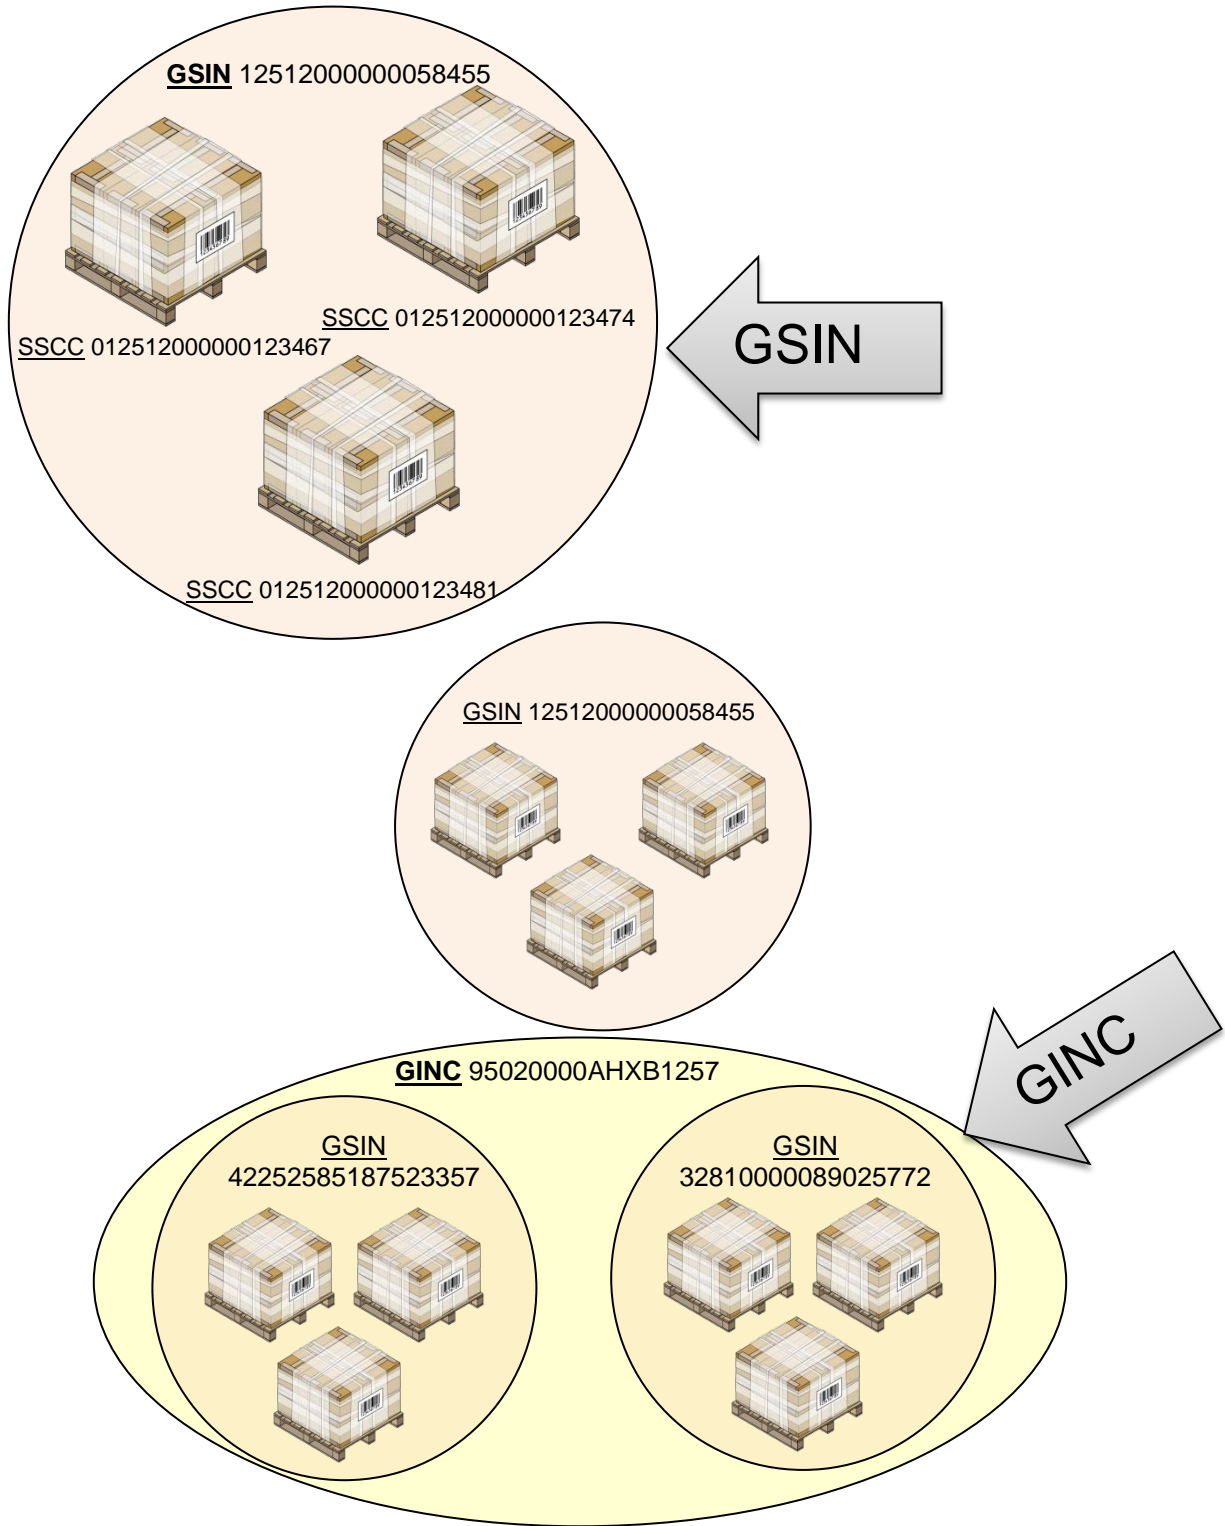 GSIN 12512000000058455
SSCC 012512000000123474
SSCC 012512000000123467
GSIN
SSCC 012512000000123481
GSIN 12512000000058455
GINC
GINC 95020000AHXB1257
GSIN
42252585187523357
GSIN
32810000089025772